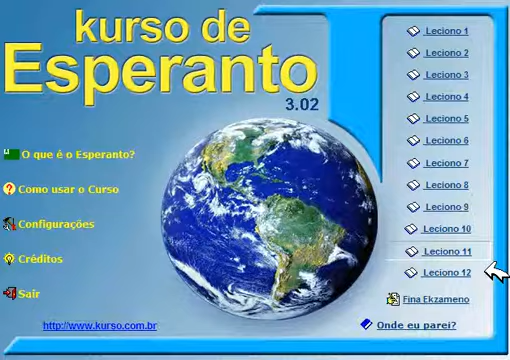 kurso de
Esperanto
3.02
O que é o Esperanto?
Como usar o Curso
Configurações
Créditos
Sair
http://www.kurso.com.br
Leciono 1
Leciono 2
Leciono 3
Leciono 4
Leciono 5
Leciono 6
Leciono 7
Leciono 8
Leciono 9
Leciono 10
Leciono 11
Leciono 12
Fina Ekzameno
Onde eu parei?